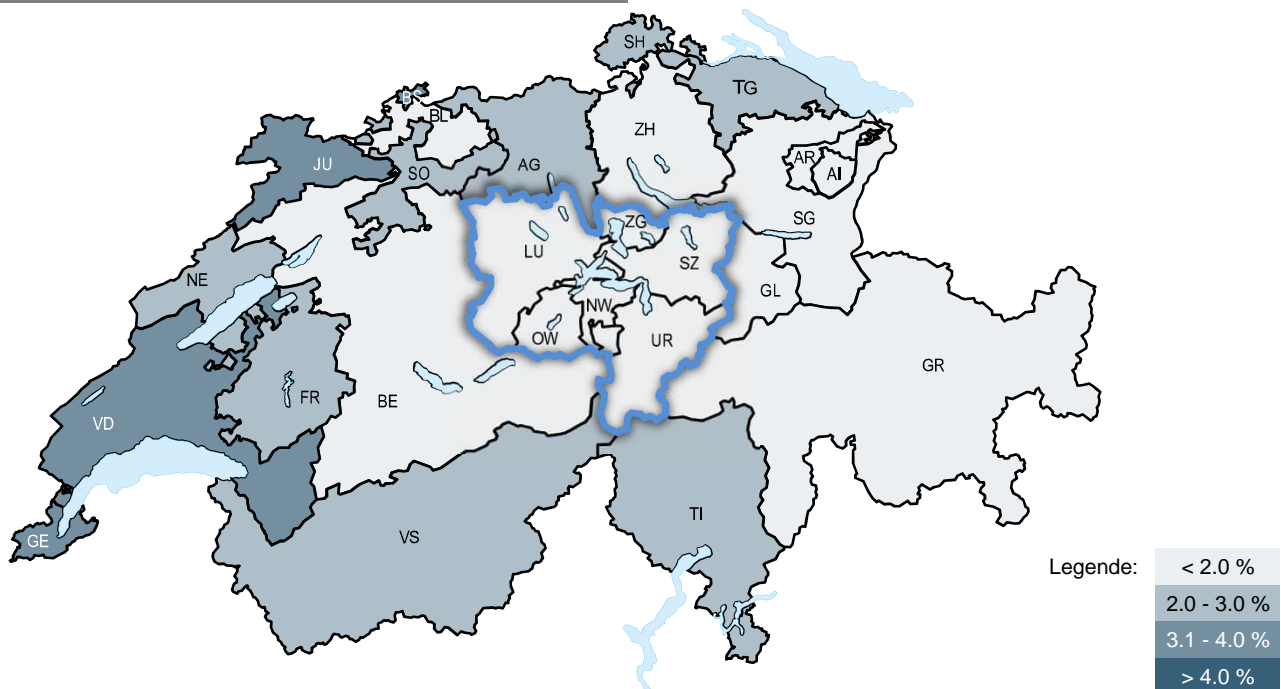 SH
TG
BS
BL
ZH
JU
SO
AG
AR
AI
SG
ZG
LU
SZ
NE
GL
NW
OW
UR
GR
FR
BE
VD
TI
VS
GE
Legende:
< 2.0 %
2.0 - 3.0 %
3.1 - 4.0 %
> 4.0 %